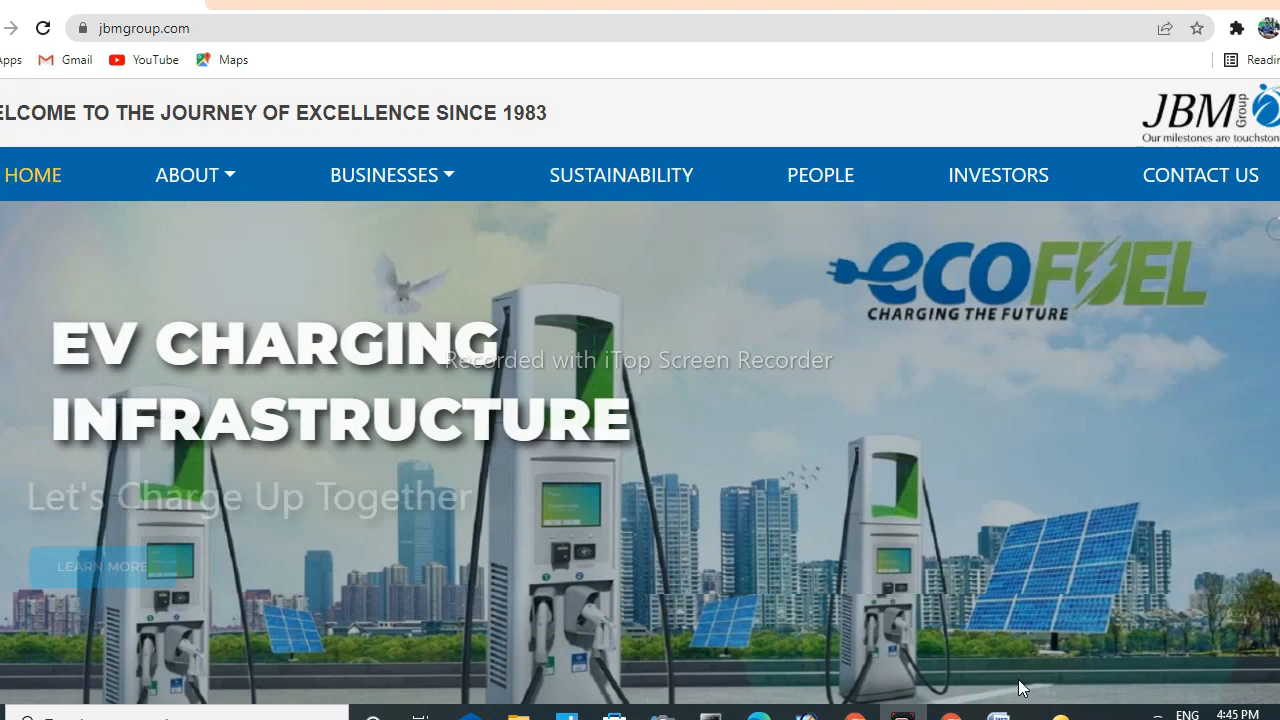 jbmgroup.com
Apps Gmail YouTube Maps Readin
ELCOME TO THE JOURNEY OF EXCELLENCE SINCE 1983
JBM Group
Our milestones are touchston
HOME ABOUT BUSINESSES SUSTAINABILITY PEOPLE INVESTORS CONTACT US
ecoFUEL
CHARGING THE FUTURE
EV CHARGING
Recorded with iTop Screen Recorder
INFRASTRUCTURE
Let's Charge Up Together
LEARN MORE
ENG 4:45 PM